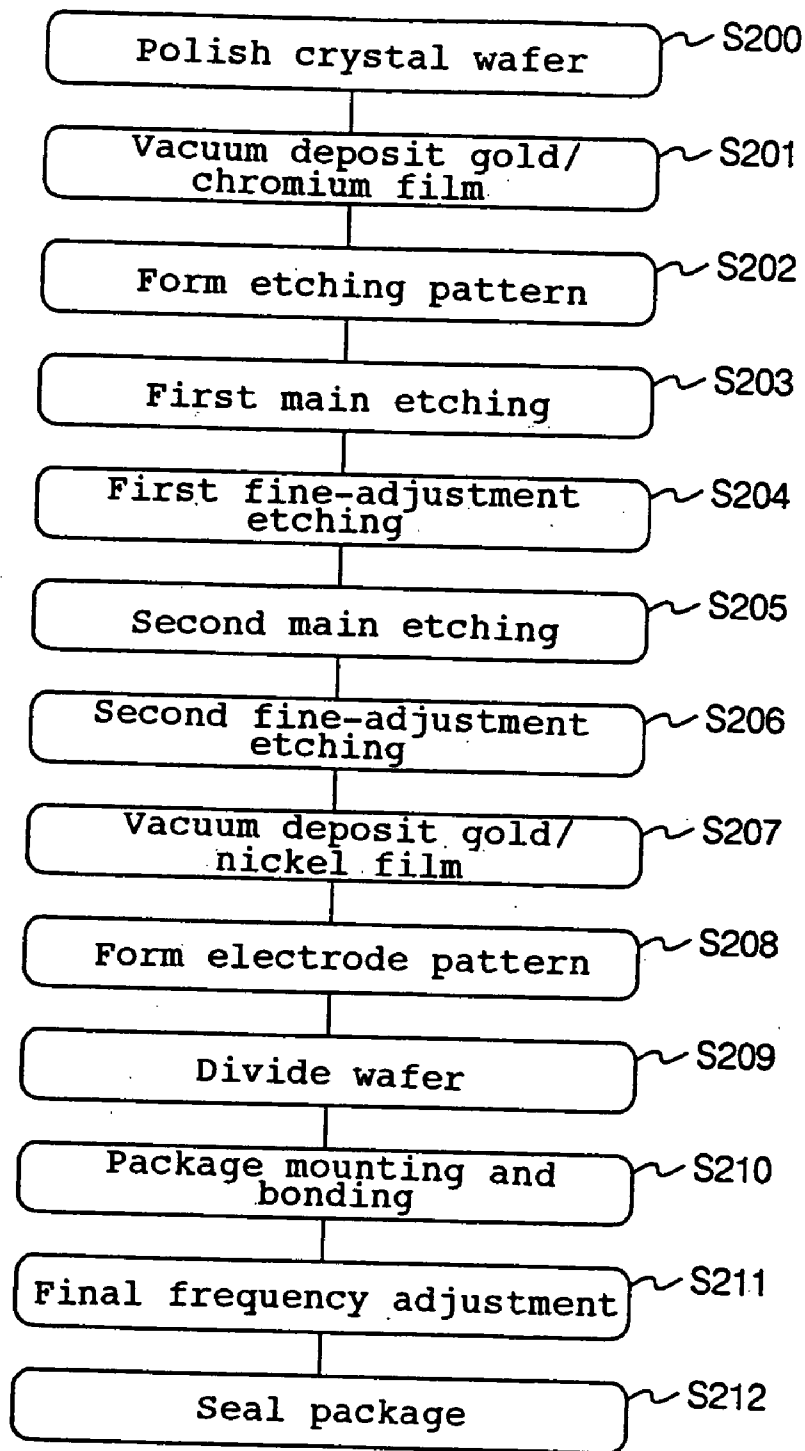 Polish crystal wafer
S200
Vacuum deposit gold/
chromium film
S201
Form etching pattern
S202
First main etching
S203
First fine-adjustment
etching
S204
Second main etching
S205
Second fine-adjustment
etching
S206
Vacuum deposit gold/
nickel film
S207
Form electrode pattern
S208
Divide wafer
S209
Package mounting and
bonding
S210
Final frequency adjustment
S211
Seal package
S212